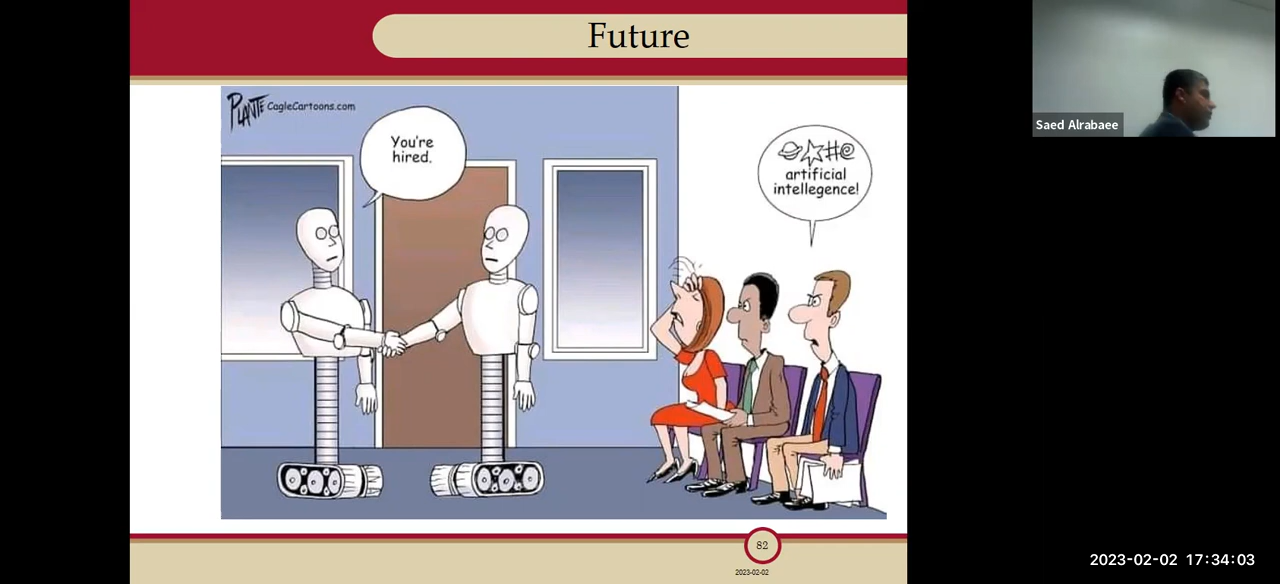 Future
PLANTE CagleCartoons.com
You're
hired.
#@
artificial
intellegence!
Saed Alrabaee
82
2023-02-02
2023-02-02 17:34:03